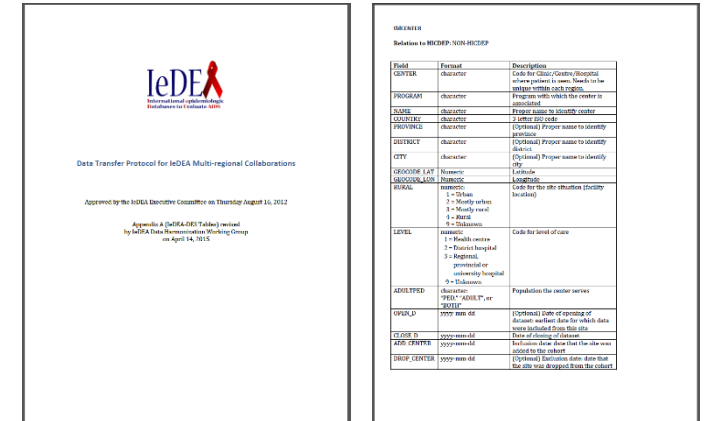 IeDEA
International epidemiologic
Databases to Evaluate AIDS
Data Transfer Protocol for IeDEA Multi-regional Collaborations
Approved by the IeDEA Executive Committee on Thursday August 16, 2012
Appendix A (IeDEA-DES Tables) revised
by IeDEA Data Harmonization Working Group
on April 14, 2015
tblCENTER
Relation to HICDEP: NON-HICDEP
Field Format Description
CENTER character Code for Clinic/Centre/Hospital
where patient is seen. Needs to be
unique within each region.
PROGRAM character Program with which the center is
associated
NAME character Proper name to identify center
COUNTRY character 3 letter ISO code
PROVINCE character (Optional) Proper name to identify
province
DISTRICT character (Optional) Proper name to identify
district
CITY character (Optional) Proper name to identify
city
GEOCODE_LAT Numeric Latitude
GEOCODE_LON Numeric Longitude
RURAL numeric: Code for the site situation (facility
1 = Urban location)
2 = Mostly urban
3 = Mostly rural
4 = Rural
9 = Unknown
LEVEL numeric Code for level of care
1 = Health centre
2 = District hospital
3 = Regional,
provincial or
university hospital
9 = Unknown
ADULTPED character: Population the center serves
"PED," "ADULT", or
"BOTH"
OPEN_D yyyy-mm-dd (Optional) Date of opening of
dataset: earliest date for which data
were included from this site
CLOSE_D yyyy-mm-dd Date of closing of dataset
ADD_CENTER yyyy-mm-dd Inclusion date: date that the site was
added to the cohort
DROP_CENTER yyyy-mm-dd (Optional) Exclusion date: date that
the site was dropped from the cohort